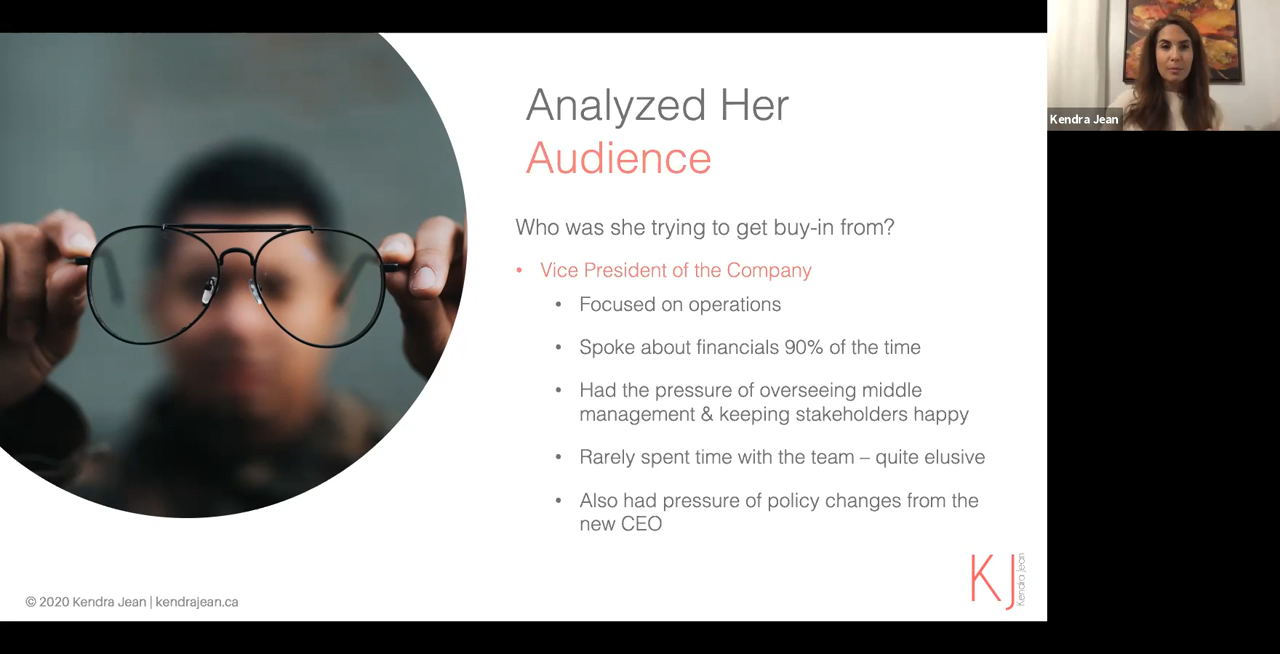 Analyzed Her
Audience
Who was she trying to get buy-in from?
• Vice President of the Company
• Focused on operations
• Spoke about financials 90% of the time
• Had the pressure of overseeing middle
management & keeping stakeholders happy
• Rarely spent time with the team – quite elusive
• Also had pressure of policy changes from the
new CEO
KJ
Kendra Jean
© 2020 Kendra Jean | kendrajean.ca
Kendra Jean